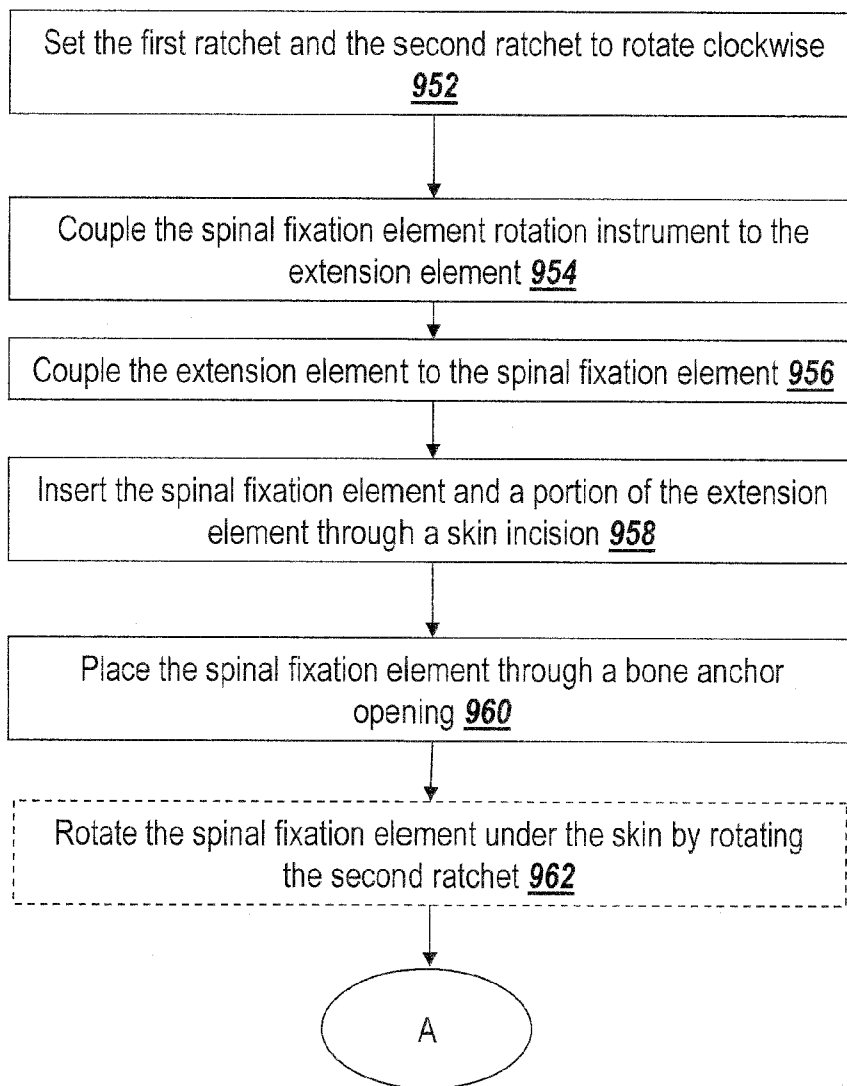 Set the first ratchet and the second ratchet to rotate clockwise
952
Couple the spinal fixation element rotation instrument to the
extension element 954
Couple the extension element to the spinal fixation element 956
Insert the spinal fixation element and a portion of the extension
element through a skin incision 958
Place the spinal fixation element through a bone anchor
opening 960
Rotate the spinal fixation element under the skin by rotating
the second ratchet 962
A